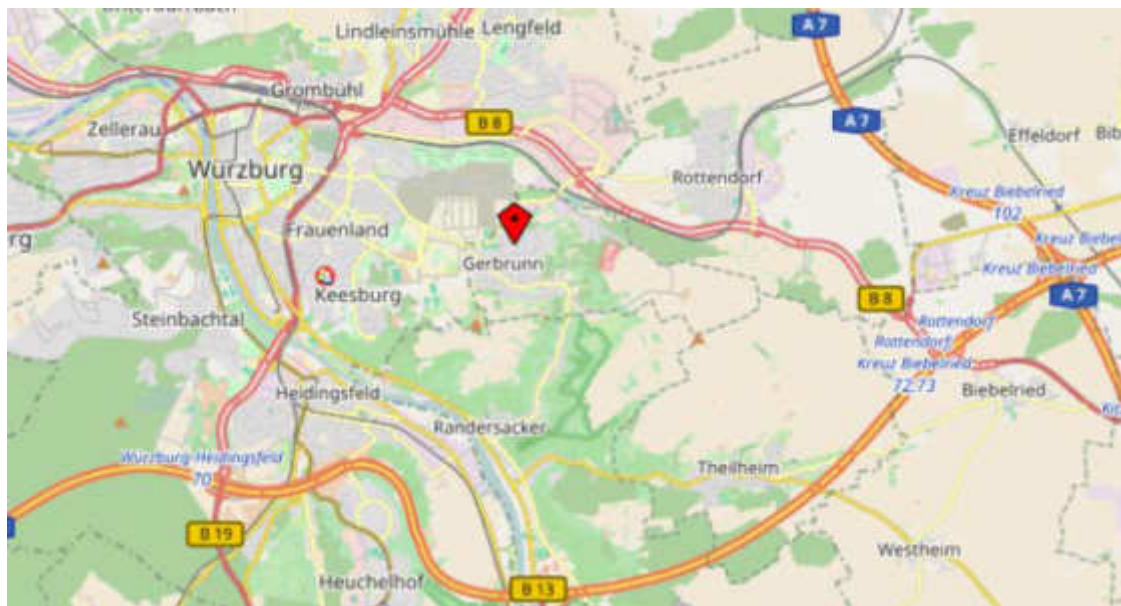 Lindleinsmühle
Lengfeld
A 7
Grombühl
B 8
A 7
Zellerau
Effeldorf
Bib
Würzburg
Rottendorf
Kreuz Biebelried
102
Frauenland
rg
Kreuz Biebel
Gerbrunn
Kreuz Biebelried
Keesburg
B 8
A 7
Steinbachtal
Rottendorf
Rottendorf
Kreuz Biebelried
72,73
Heidingsfeld
Biebelried
Randersacker
Würzburg-Heidingsfeld
70
Theilheim
B 19
Westheim
Heuchelhof
B 13